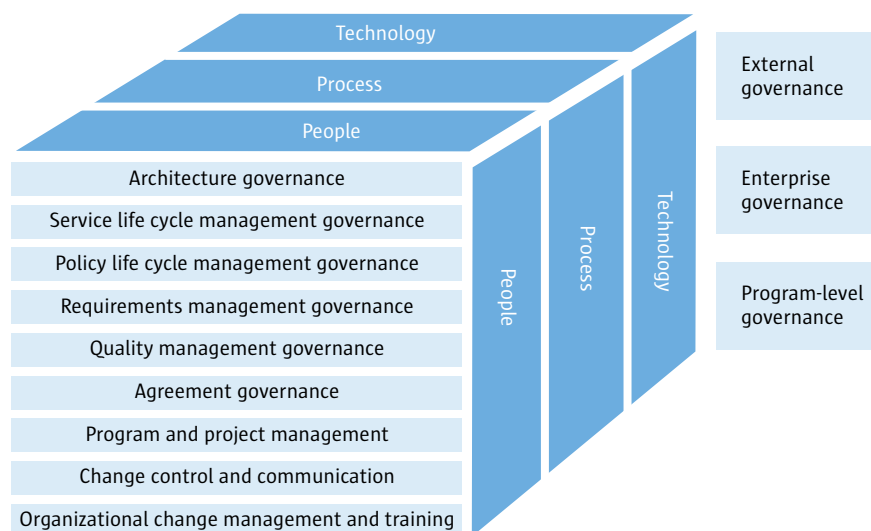 Technology
Process
People
Architecture governance
Service life cycle management governance
Policy life cycle management governance
Requirements management governance
Quality management governance
Agreement governance
Program and project management
Change control and communication
Organizational change management and training
People
Process
Technology
External
governance
Enterprise
governance
Program-level
governance